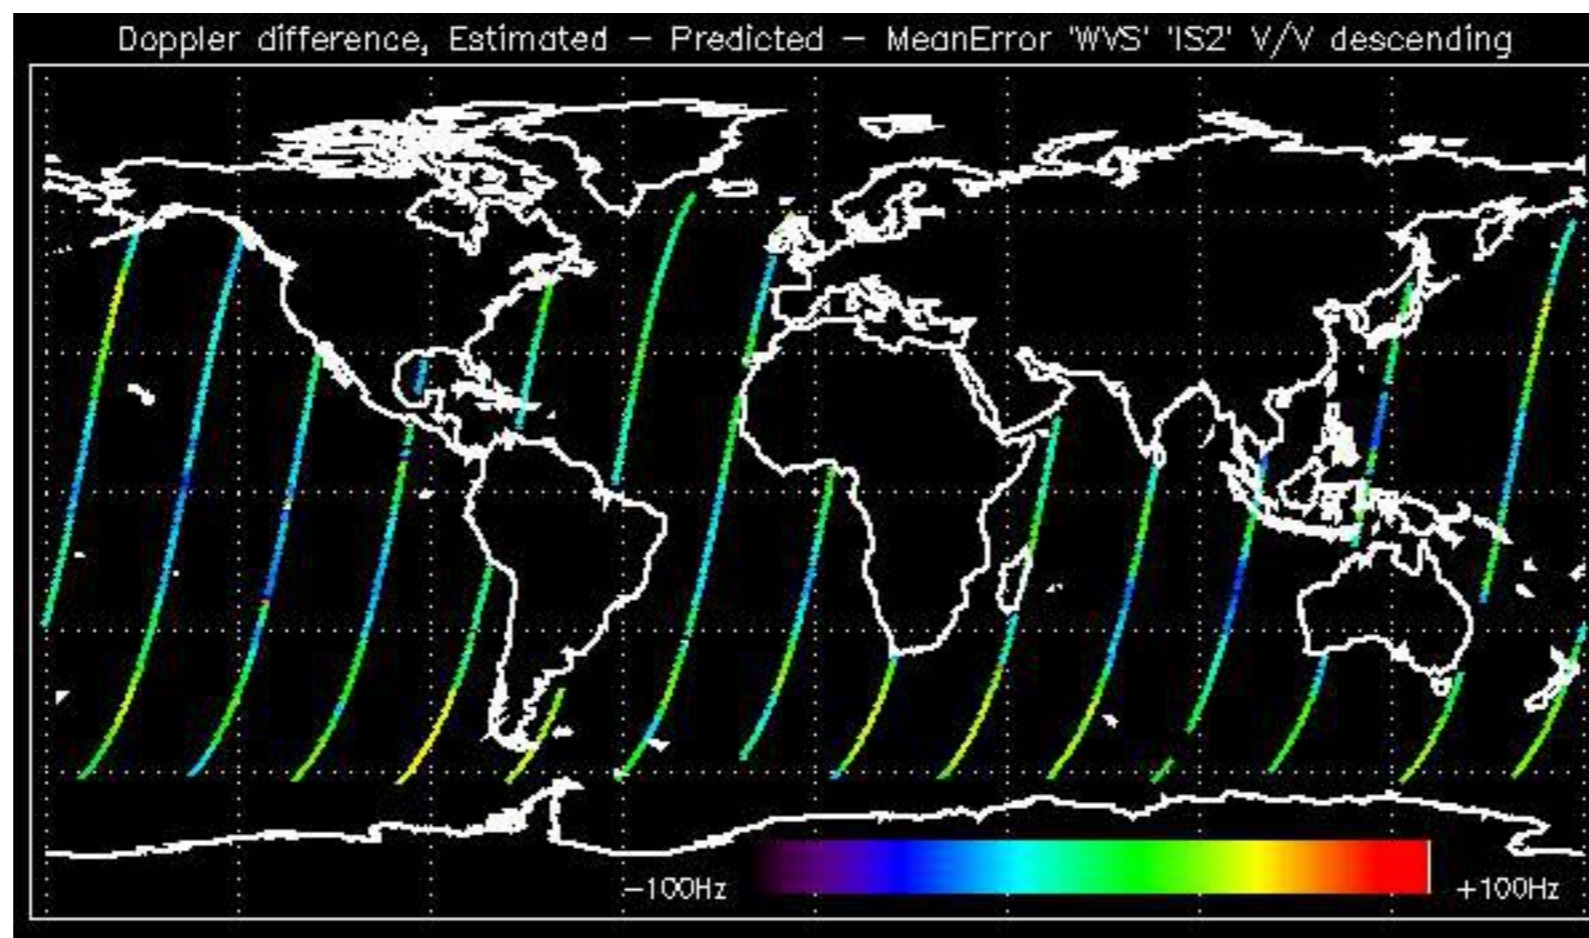 Doppler difference, Estimated - Predicted - MeanError 'WVS' 'IS2' V/V descending
-100Hz +100Hz